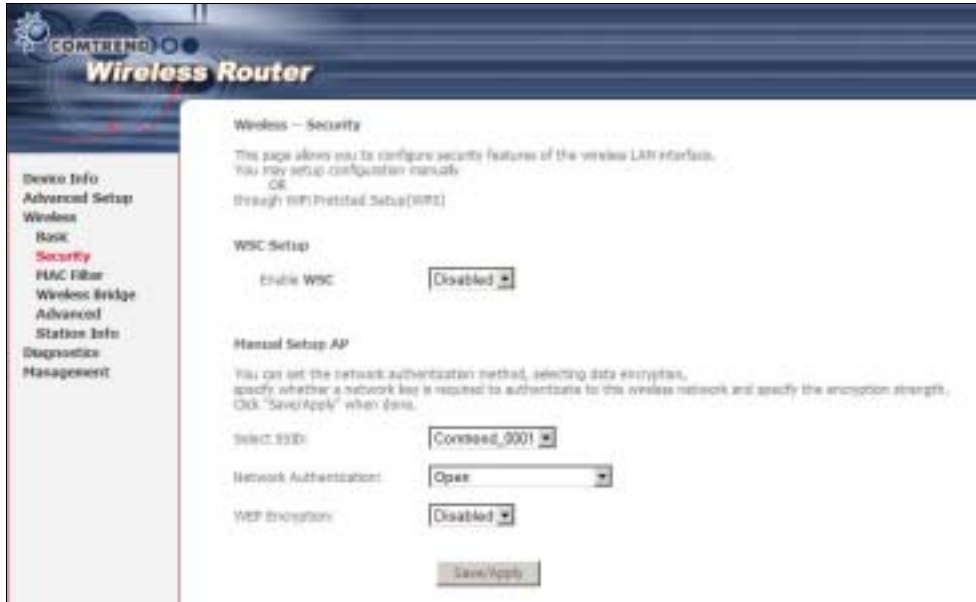 COMTREND
Wireless Router
Device Info
Advanced Setup
Wireless
Basic
Security
MAC Filter
Wireless Bridge
Advanced
Station Info
Diagnostics
Management
Wireless -- Security
This page allows you to configure security features of the wireless LAN interface.
You may setup configuration manually
OR
through WiFi Setup(WPS)
WSC Setup
Enable WSC
Disabled
Manual Setup AP
You can set the network authentication method, selecting data encryption,
specify whether a network key is required to authenticate to this wireless network and specify the encryption strength.
Click "Save/Apply" when done.
Select SSID:
Comtrend_0001
Network Authentication:
Open
WEP Encryption:
Disabled
Save/Apply